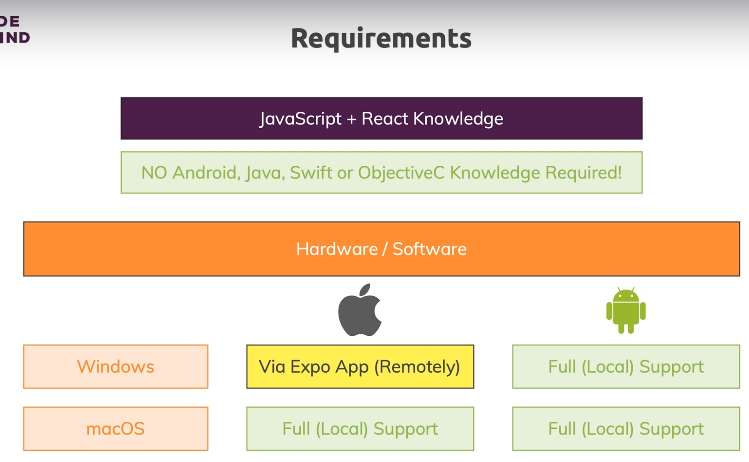 DE
IND
Requirements
JavaScript + React Knowledge
NO Android, Java, Swift or ObjectiveC Knowledge Required!
Hardware / Software
Windows
Via Expo App (Remotely)
Full (Local) Support
macOS
Full (Local) Support
Full (Local) Support